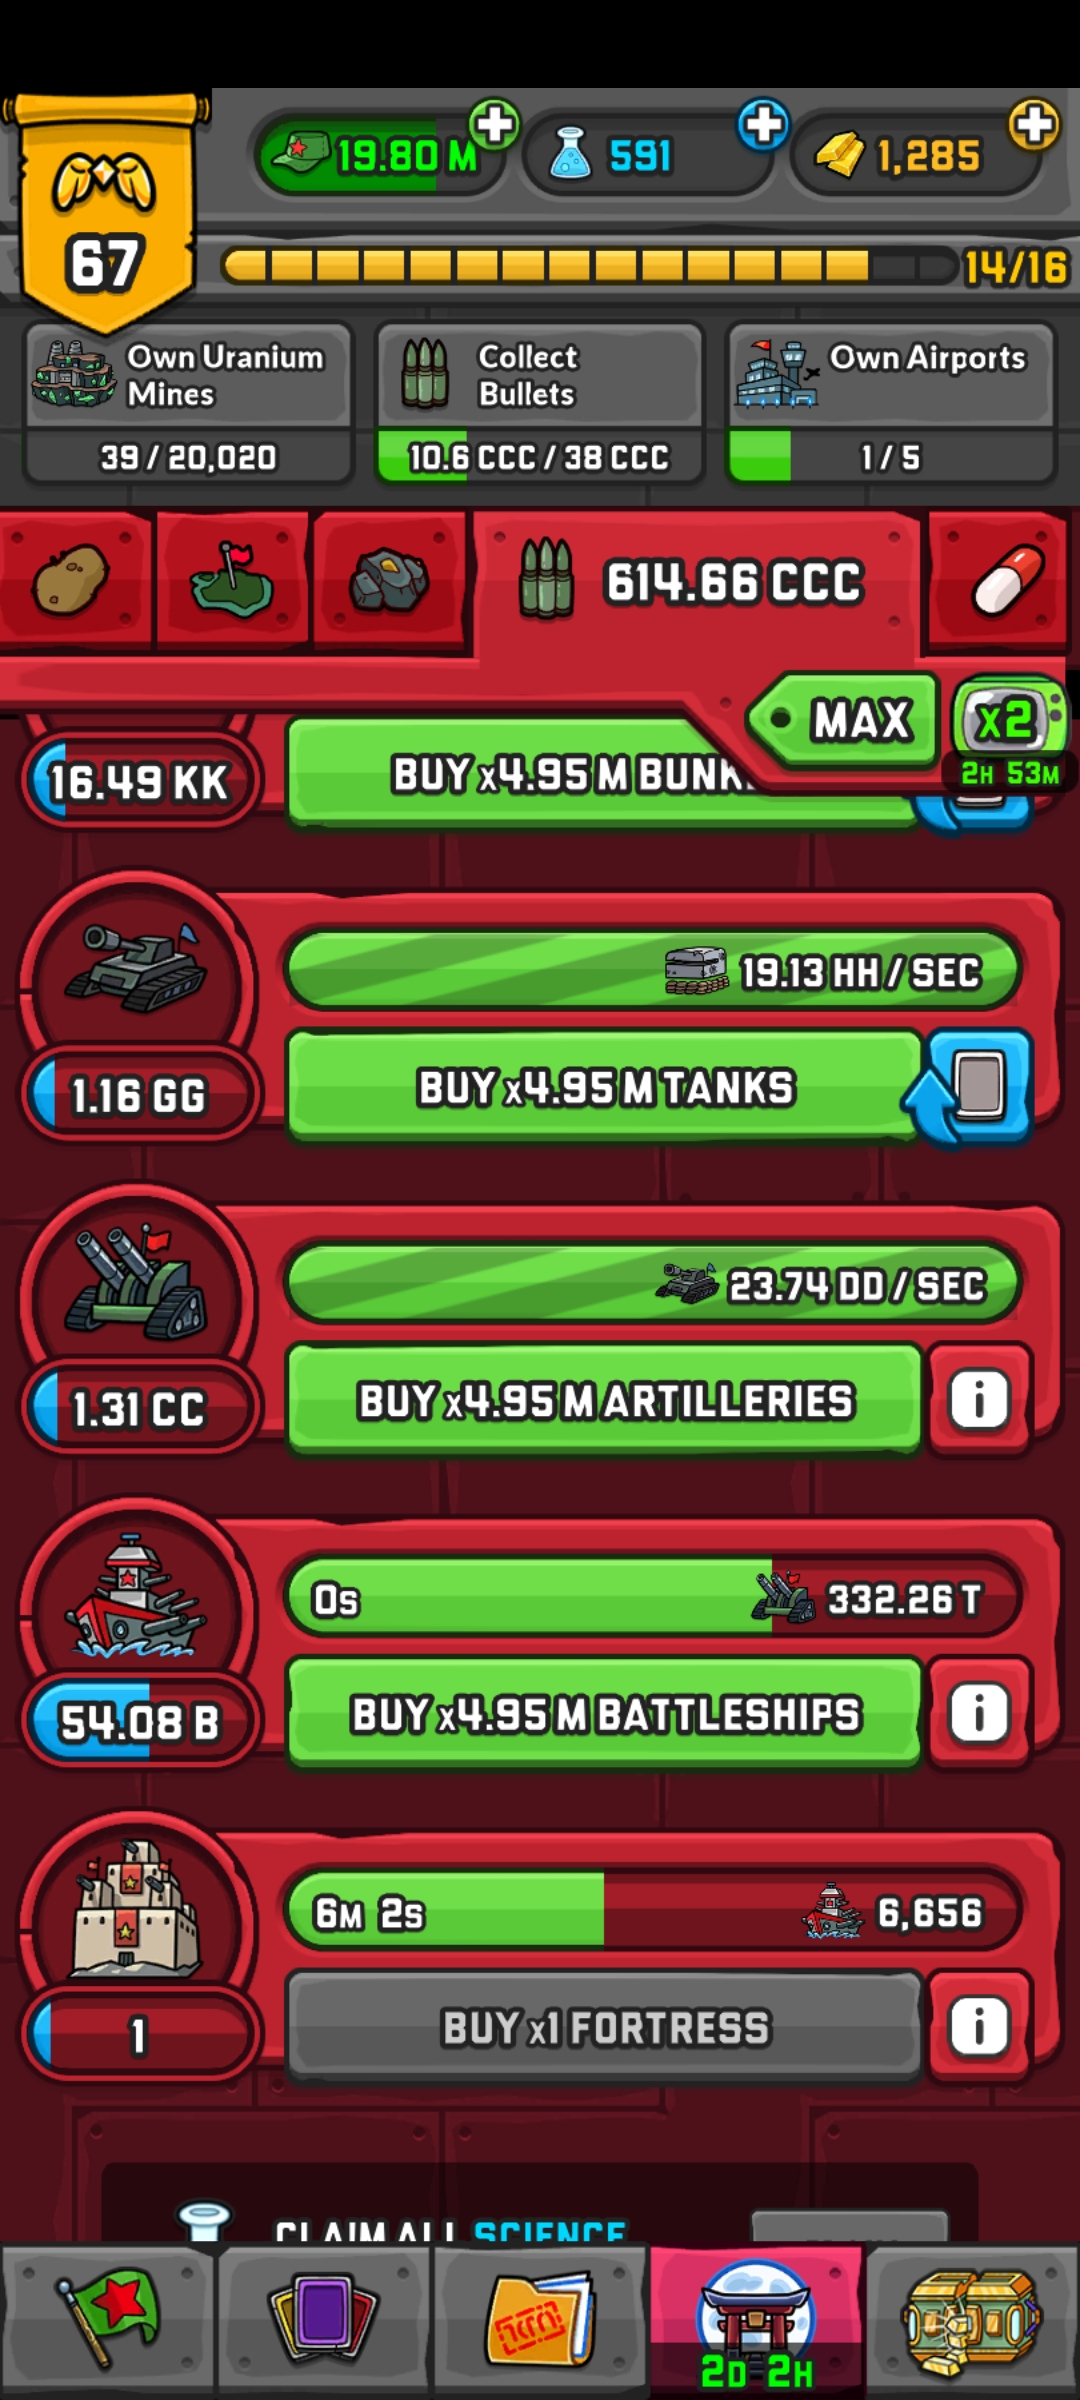 19.80 M
591
1,285
67
14/16
Own Uranium
Mines
39 / 20,020
Collect
Bullets
10.6 CCC / 38 CCC
Own Airports
1 / 5
614.66 CCC
MAX
x2
2H 53M
16.49 KK
BUY x4.95 M
19.13 HH / SEC
1.16 GG
BUY x4.95 M TANKS
23.74 DD / SEC
1.31 CC
BUY x4.95 M ARTILLERIES
0s
332.26 T
54.08 B
BUY x4.95 M BATTLESHIPS
6M 2s
6,656
1
BUY x1 FORTRESS
CLAIM ALL SCIENCE
2D 2H